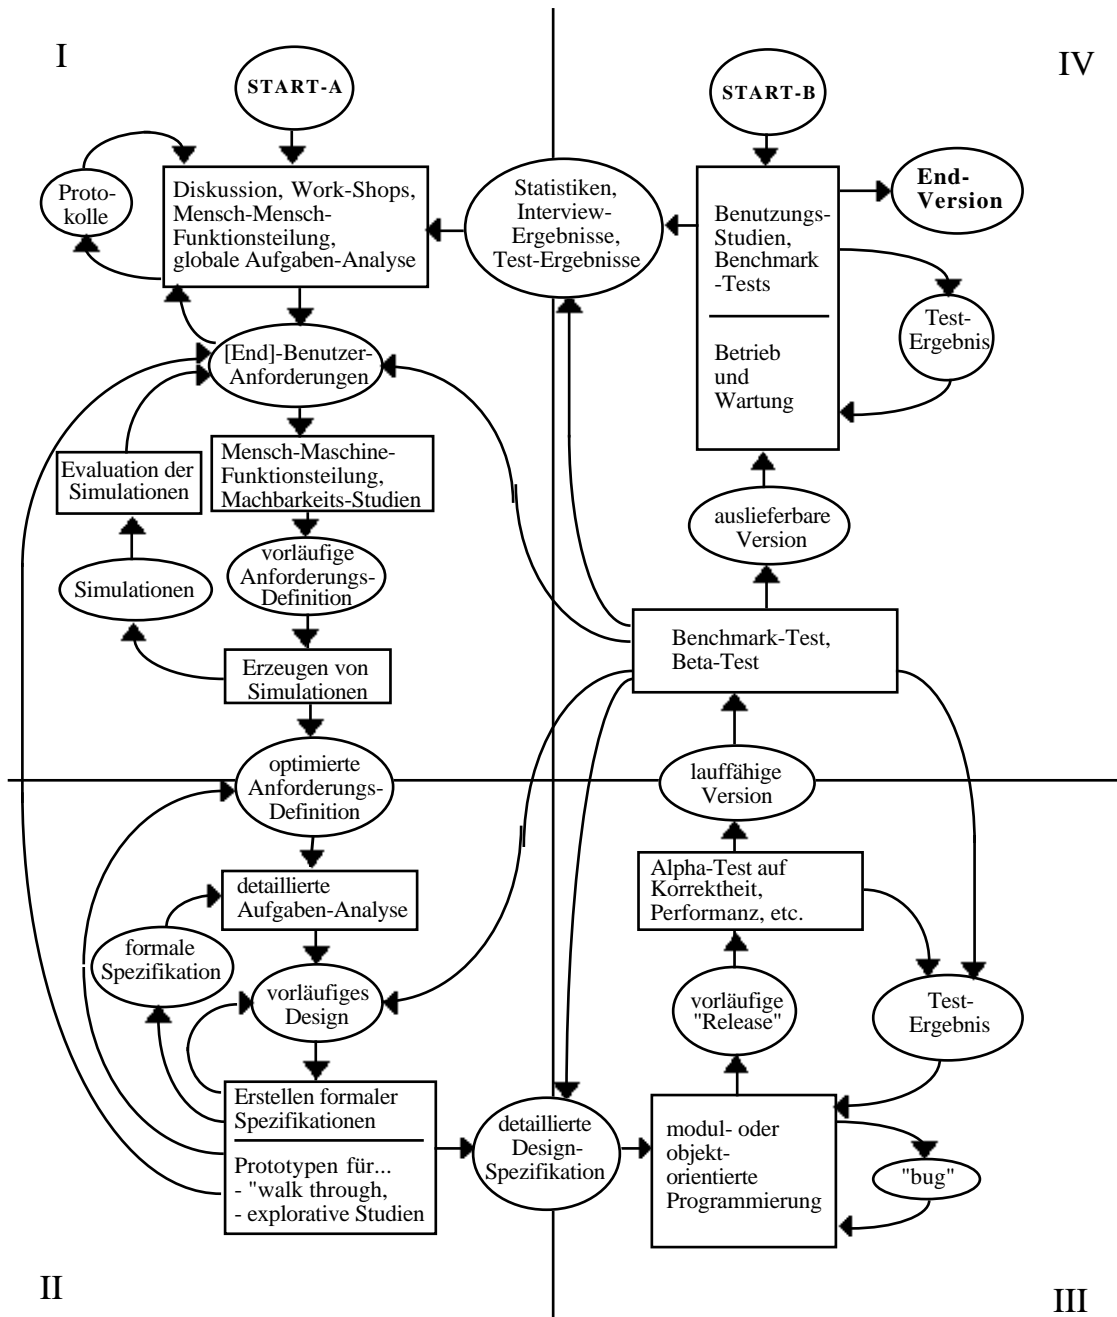 I
START-A
Proto-
kolle
Diskussion, Work-Shops,
Mensch-Mensch-
Funktionsteilung,
globale Aufgaben-Analyse
[End]-Benutzer-
Anforderungen
Evaluation der
Simulationen
Mensch-Maschine-
Funktionsteilung,
Machbarkeits-Studien
Simulationen
vorläufige
Anforderungs-
Definition
Erzeugen von
Simulationen
optimierte
Anforderungs-
Definition
detaillierte
Aufgaben-Analyse
formale
Spezifikation
vorläufiges
Design
Erstellen formaler
Spezifikationen
Prototypen für...
- "walk through,
- explorative Studien
II
Statistiken,
Interview-
Ergebnisse,
Test-Ergebnisse
detaillierte
Design-
Spezifikation
IV
START-B
Benutzungs-
Studien,
Benchmark
-Tests
Betrieb
und
Wartung
End-
Version
Test-
Ergebnis
auslieferbare
Version
Benchmark-Test,
Beta-Test
lauffähige
Version
Alpha-Test auf
Korrektheit,
Performanz, etc.
vorläufige
"Release"
Test-
Ergebnis
modul- oder
objekt-
orientierte
Programmierung
"bug"
III